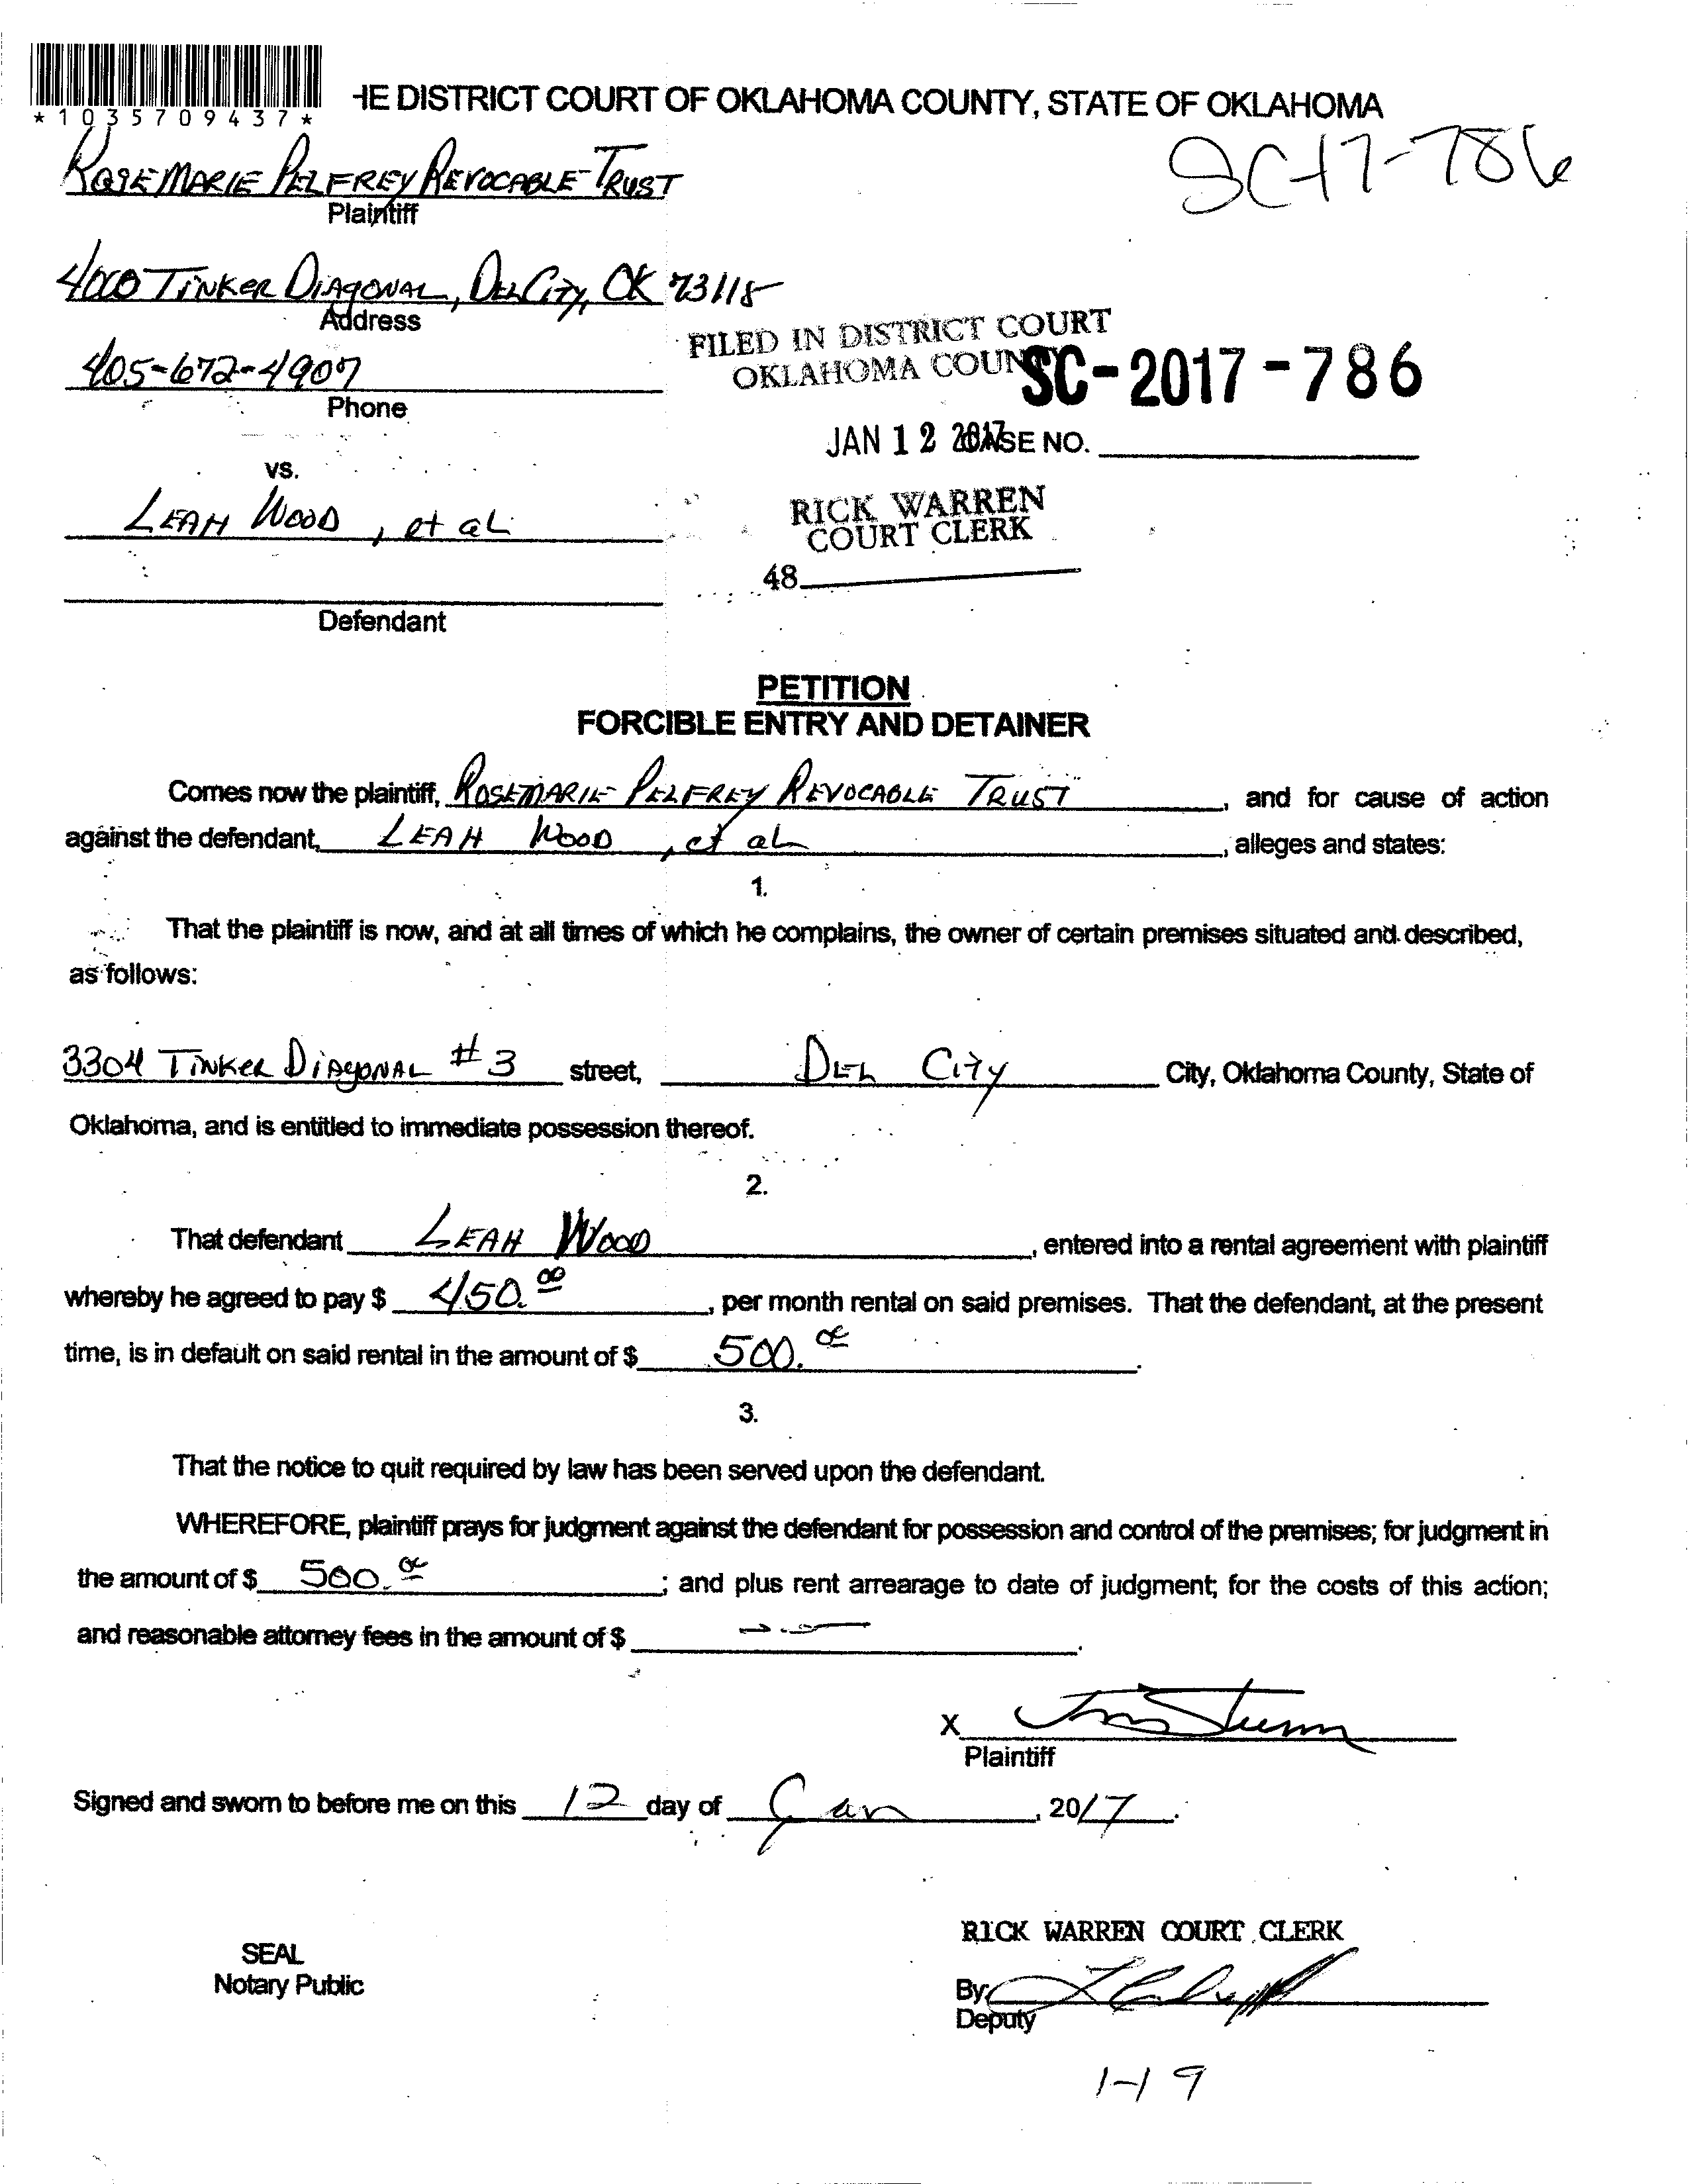 *1035709437*
HE DISTRICT COURT OF OKLAHOMA COUNTY, STATE OF OKLAHOMA
SC-17-786
ROSEMARIE PELFREY REVOCABLE TRUST
Plaintiff
4000 TINKER DIAGONAL, DEL CITY, OK 73115
Address
FILED IN DISTRICT COURT
OKLAHOMA COUNTY
SC-2017-786
405-672-4907
Phone
JAN 12 2017
CASE NO.
vs.
RICK WARREN
COURT CLERK
LEAH WOOD, et al
48
Defendant
PETITION
FORCIBLE ENTRY AND DETAINER
Comes now the plaintiff, ROSEMARIE PELFREY REVOCABLE TRUST, and for cause of action
against the defendant, LEAH WOOD, et al, alleges and states:
1.
That the plaintiff is now, and at all times of which he complains, the owner of certain premises situated and described,
as follows:
3304 TINKER DIAGONAL #3 street, DEL CITY City, Oklahoma County, State of
Oklahoma, and is entitled to immediate possession thereof.
2.
That defendant LEAH WOOD, entered into a rental agreement with plaintiff
whereby he agreed to pay $ 450.00, per month rental on said premises. That the defendant, at the present
time, is in default on said rental in the amount of $ 500.00.
3.
That the notice to quit required by law has been served upon the defendant.
WHEREFORE, plaintiff prays for judgment against the defendant for possession and control of the premises; for judgment in
the amount of $ 500.00; and plus rent arrearage to date of judgment; for the costs of this action;
and reasonable attorney fees in the amount of $
X
Plaintiff
Signed and sworn to before me on this 12 day of Jan, 2017.
RICK WARREN COURT CLERK
SEAL
Notary Public
By
Deputy
1-19